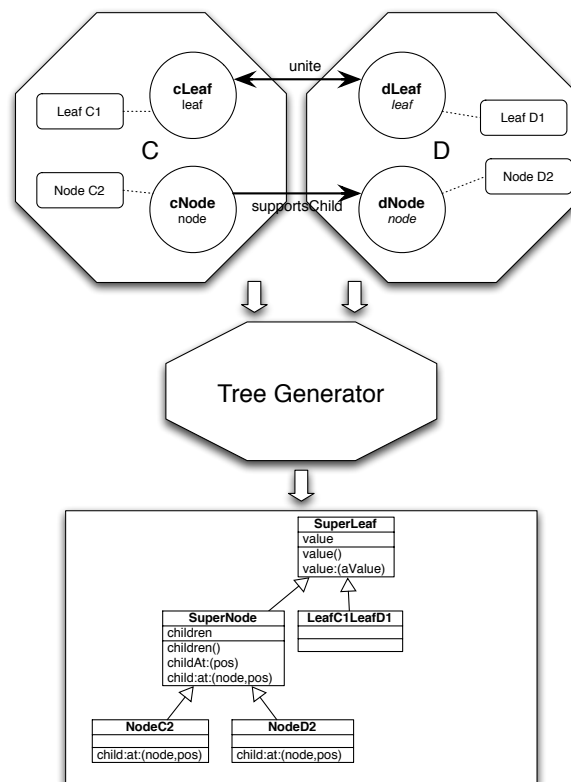 unite
cLeaf
leaf
dLeaf
leaf
Leaf C1
Leaf D1
C
D
Node C2
Node D2
cNode
node
supportsChild
dNode
node
Tree Generator
SuperLeaf
value
value()
value:(aValue)
SuperNode
children
children()
childAt:(pos)
child:at:(node,pos)
LeafC1LeafD1
NodeC2
child:at:(node,pos)
NodeD2
child:at:(node,pos)